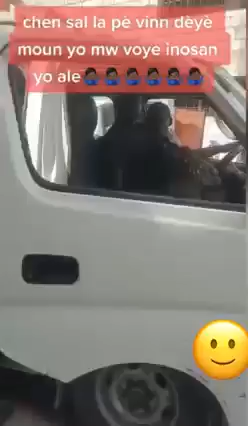 chen sal la pè vinn dèyè
moun yo mw voye inosan
yo ale🙅🏿‍♂️🙅🏿‍♂️🙅🏿‍♂️🙅🏿‍♂️🙅🏿‍♂️🙅🏿‍♂️